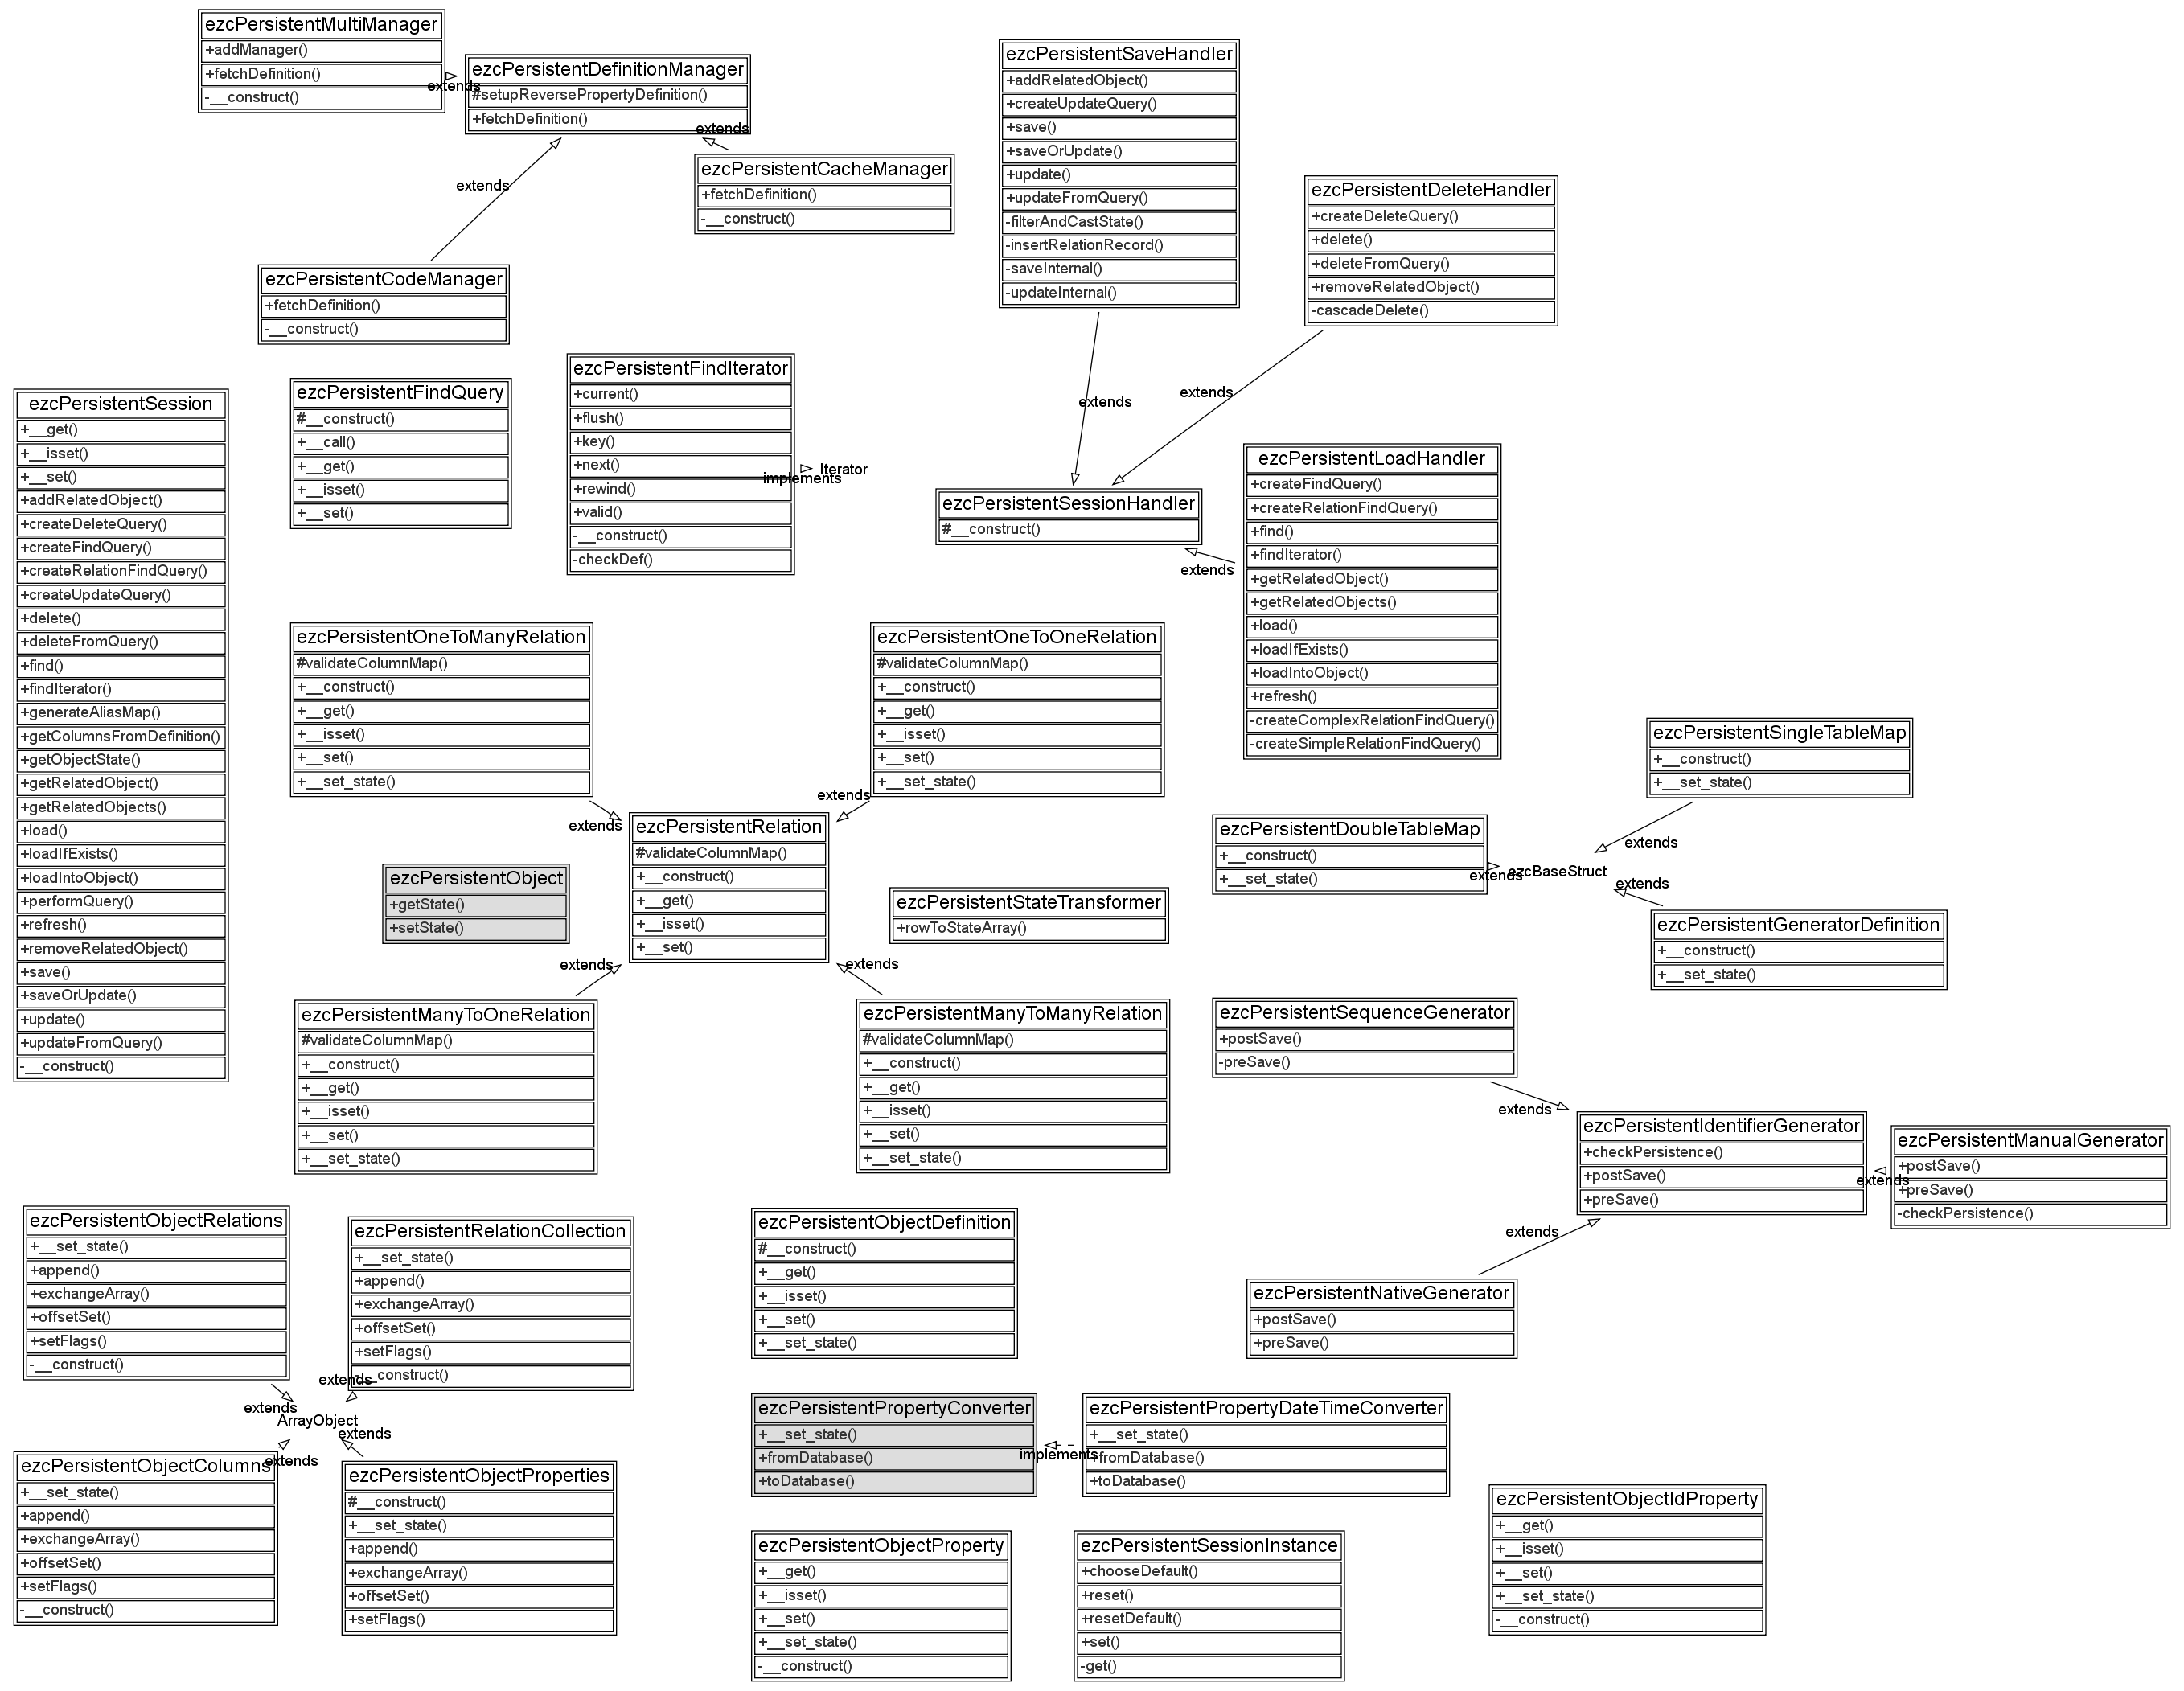 ezcPersistentMultiManager
+addManager()
+fetchDefinition()
-__construct()
extends
ezcPersistentDefinitionManager
#setupReversePropertyDefinition()
+fetchDefinition()
extends
ezcPersistentCacheManager
+fetchDefinition()
-__construct()
extends
ezcPersistentCodeManager
+fetchDefinition()
-__construct()
ezcPersistentSaveHandler
+addRelatedObject()
+createUpdateQuery()
+save()
+saveOrUpdate()
+update()
+updateFromQuery()
-filterAndCastState()
-insertRelationRecord()
-saveInternal()
-updateInternal()
extends
ezcPersistentDeleteHandler
+createDeleteQuery()
+delete()
+deleteFromQuery()
+removeRelatedObject()
-cascadeDelete()
extends
ezcPersistentSession
+__get()
+__isset()
+__set()
+addRelatedObject()
+createDeleteQuery()
+createFindQuery()
+createRelationFindQuery()
+createUpdateQuery()
+delete()
+deleteFromQuery()
+find()
+findIterator()
+generateAliasMap()
+getColumnsFromDefinition()
+getObjectState()
+getRelatedObject()
+getRelatedObjects()
+load()
+loadIfExists()
+loadIntoObject()
+performQuery()
+refresh()
+removeRelatedObject()
+save()
+saveOrUpdate()
+update()
+updateFromQuery()
-__construct()
ezcPersistentFindQuery
#__construct()
+__call()
+__get()
+__isset()
+__set()
ezcPersistentFindIterator
+current()
+flush()
+key()
+next()
+rewind()
+valid()
-__construct()
-checkDef()
implements
Iterator
ezcPersistentSessionHandler
#__construct()
extends
ezcPersistentLoadHandler
+createFindQuery()
+createRelationFindQuery()
+find()
+findIterator()
+getRelatedObject()
+getRelatedObjects()
+load()
+loadIfExists()
+loadIntoObject()
+refresh()
-createComplexRelationFindQuery()
-createSimpleRelationFindQuery()
ezcPersistentOneToManyRelation
#validateColumnMap()
+__construct()
+__get()
+__isset()
+__set()
+__set_state()
extends
ezcPersistentOneToOneRelation
#validateColumnMap()
+__construct()
+__get()
+__isset()
+__set()
+__set_state()
extends
ezcPersistentRelation
#validateColumnMap()
+__construct()
+__get()
+__isset()
+__set()
ezcPersistentObject
+getState()
+setState()
ezcPersistentStateTransformer
+rowToStateArray()
extends
ezcPersistentManyToOneRelation
#validateColumnMap()
+__construct()
+__get()
+__isset()
+__set()
+__set_state()
extends
ezcPersistentManyToManyRelation
#validateColumnMap()
+__construct()
+__get()
+__isset()
+__set()
+__set_state()
ezcPersistentSingleTableMap
+__construct()
+__set_state()
extends
ezcPersistentDoubleTableMap
+__construct()
+__set_state()
extends
ezcBaseStruct
extends
ezcPersistentGeneratorDefinition
+__construct()
+__set_state()
ezcPersistentSequenceGenerator
+postSave()
-preSave()
extends
ezcPersistentIdentifierGenerator
+checkPersistence()
+postSave()
+preSave()
extends
ezcPersistentManualGenerator
+postSave()
+preSave()
-checkPersistence()
extends
ezcPersistentNativeGenerator
+postSave()
+preSave()
ezcPersistentObjectRelations
+__set_state()
+append()
+exchangeArray()
+offsetSet()
+setFlags()
-__construct()
extends
ezcPersistentRelationCollection
+__set_state()
+append()
+exchangeArray()
+offsetSet()
+setFlags()
-__construct()
extends
ArrayObject
extends
ezcPersistentObjectColumns
+__set_state()
+append()
+exchangeArray()
+offsetSet()
+setFlags()
-__construct()
extends
ezcPersistentObjectProperties
#__construct()
+__set_state()
+append()
+exchangeArray()
+offsetSet()
+setFlags()
ezcPersistentObjectDefinition
#__construct()
+__get()
+__isset()
+__set()
+__set_state()
ezcPersistentPropertyConverter
+__set_state()
+fromDatabase()
+toDatabase()
implements
ezcPersistentPropertyDateTimeConverter
+__set_state()
+fromDatabase()
+toDatabase()
ezcPersistentObjectProperty
+__get()
+__isset()
+__set()
+__set_state()
-__construct()
ezcPersistentSessionInstance
+chooseDefault()
+reset()
+resetDefault()
+set()
-get()
ezcPersistentObjectIdProperty
+__get()
+__isset()
+__set()
+__set_state()
-__construct()